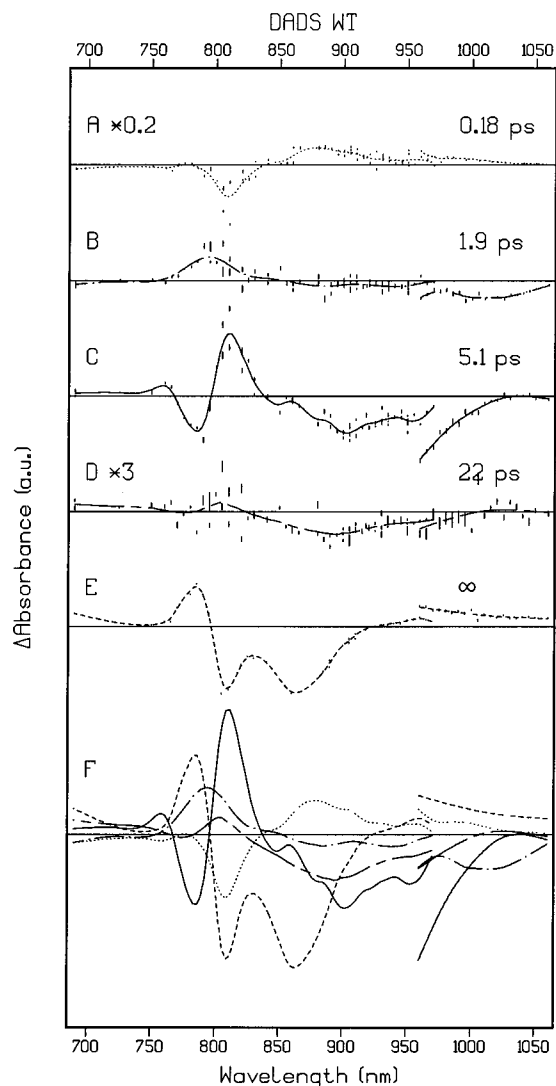 DADS WT
700 750 800 850 900 950 1000 1050
A *0.2 0.18 ps
B 1.9 ps
C 5.1 ps
D *3 22 ps
E ∞
F
ΔAbsorbance (a.u.)
700 750 800 850 900 950 1000 1050
Wavelength (nm)